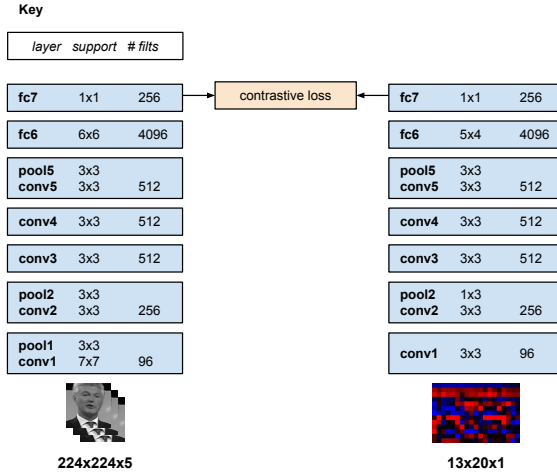 Key
layer support # filts
fc7 1x1 256
contrastive loss
fc7 1x1 256
fc6 6x6 4096
fc6 5x4 4096
pool5 3x3
conv5 3x3 512
pool5 3x3
conv5 3x3 512
conv4 3x3 512
conv4 3x3 512
conv3 3x3 512
conv3 3x3 512
pool2 3x3
conv2 3x3 256
pool2 1x3
conv2 3x3 256
pool1 3x3
conv1 7x7 96
conv1 3x3 96
224x224x5
13x20x1